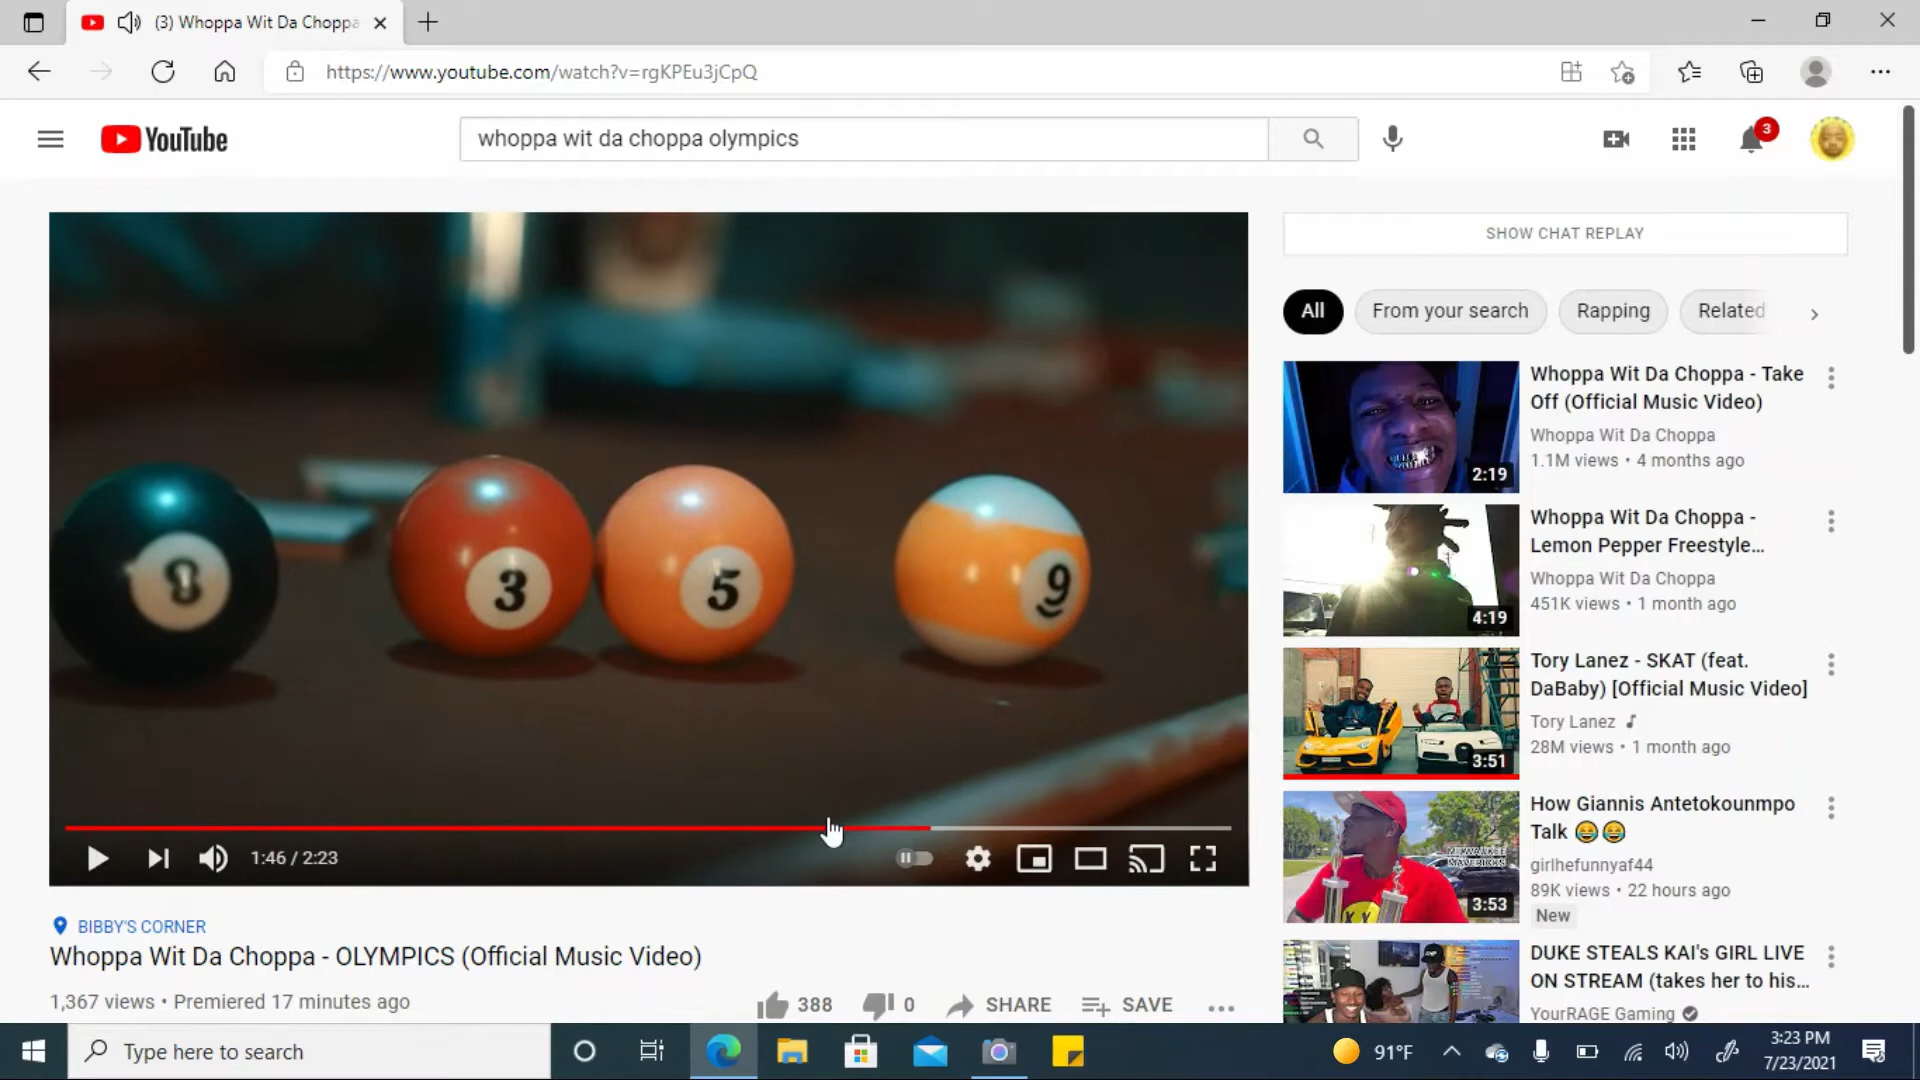 (3) Whoppa Wit Da Choppa
https://www.youtube.com/watch?v=rgKPEu3jCpQ
YouTube
whoppa wit da choppa olympics
3
SHOW CHAT REPLAY
All
From your search
Rapping
Related
8
3
5
9
1:46 / 2:23
Whoppa Wit Da Choppa - Take
Off (Official Music Video)
Whoppa Wit Da Choppa
1.1M views • 4 months ago
2:19
Whoppa Wit Da Choppa -
Lemon Pepper Freestyle...
Whoppa Wit Da Choppa
451K views • 1 month ago
4:19
Tory Lanez - SKAT (feat.
DaBaby) [Official Music Video]
Tory Lanez
28M views • 1 month ago
3:51
How Giannis Antetokounmpo
Talk 😂😂
girlhefunnyaf44
89K views • 22 hours ago
New
MILWAUKEE
MAVERICKS
3:53
DUKE STEALS KAI's GIRL LIVE
ON STREAM (takes her to his...
YourRAGE Gaming
BIBBY'S CORNER
Whoppa Wit Da Choppa - OLYMPICS (Official Music Video)
1,367 views • Premiered 17 minutes ago
388
0
SHARE
SAVE
Type here to search
91°F
3:23 PM
7/23/2021